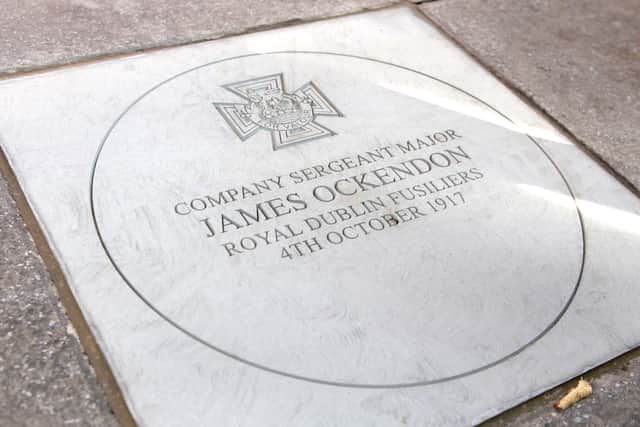 COMPANY SERGEANT MAJOR
JAMES OCKENDON
ROYAL DUBLIN FUSILIERS
4TH OCTOBER 1917